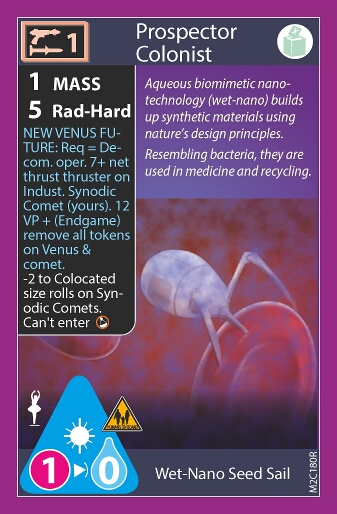 1
Prospector
Colonist
1 MASS
5 Rad-Hard
NEW VENUS FU-
TURE: Req = De-
com. oper. 7+ net
thrust thruster on
Indust. Synodic
Comet (yours). 12
VP + (Endgame)
remove all tokens
on Venus &
comet.
-2 to Colocated
size rolls on Syn-
odic Comets.
Can't enter
Aqueous biomimetic nano-
technology (wet-nano) builds
up synthetic materials using
nature's design principles.
Resembling bacteria, they are
used in medicine and recycling.
1 0
Wet-Nano Seed Sail
M2C180R